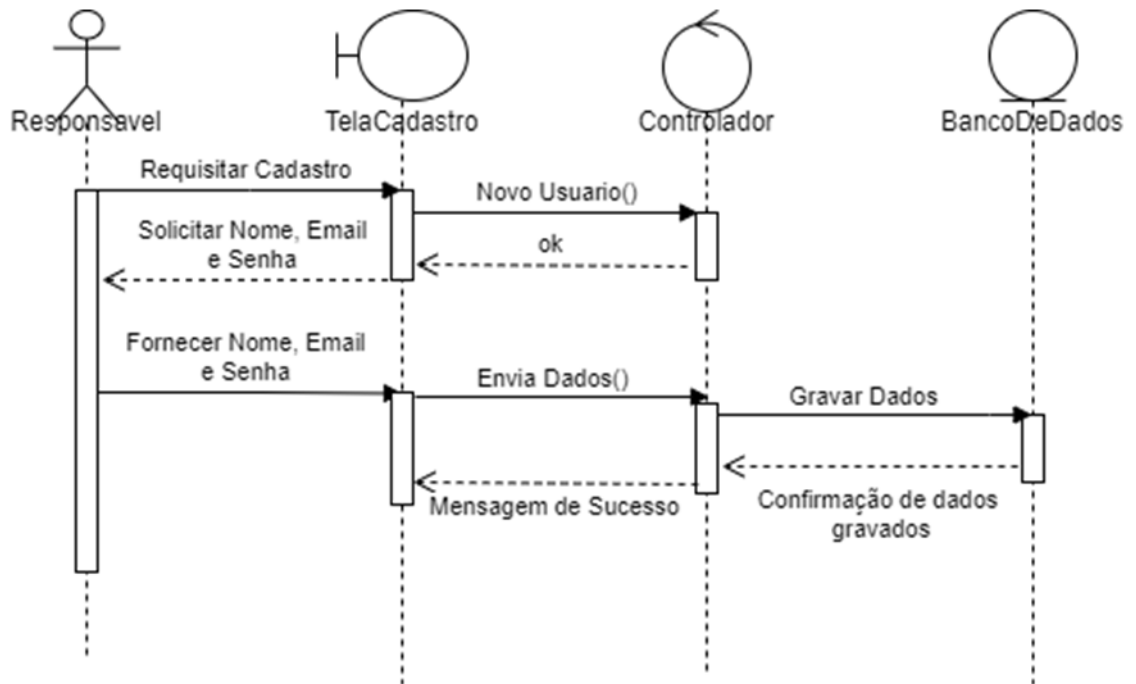 Responsavel
TelaCadastro
Controlador
BancoDeDados
Requisitar Cadastro
Novo Usuario()
Solicitar Nome, Email
e Senha
ok
Fornecer Nome, Email
e Senha
Envia Dados()
Gravar Dados
Mensagem de Sucesso
Confirmação de dados
gravados